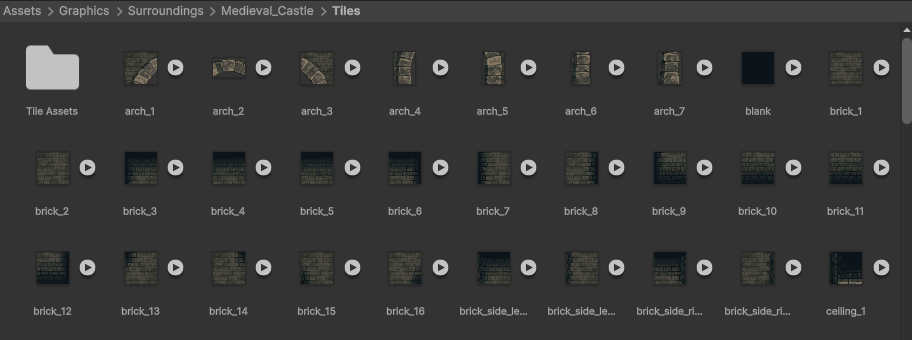 Assets > Graphics > Surroundings > Medieval_Castle > Tiles
Tile Assets arch_1 arch_2 arch_3 arch_4 arch_5 arch_6 arch_7 blank brick_1
brick_2 brick_3 brick_4 brick_5 brick_6 brick_7 brick_8 brick_9 brick_10 brick_11
brick_12 brick_13 brick_14 brick_15 brick_16 brick_side_le... brick_side_le... brick_side_ri... brick_side_ri... ceiling_1